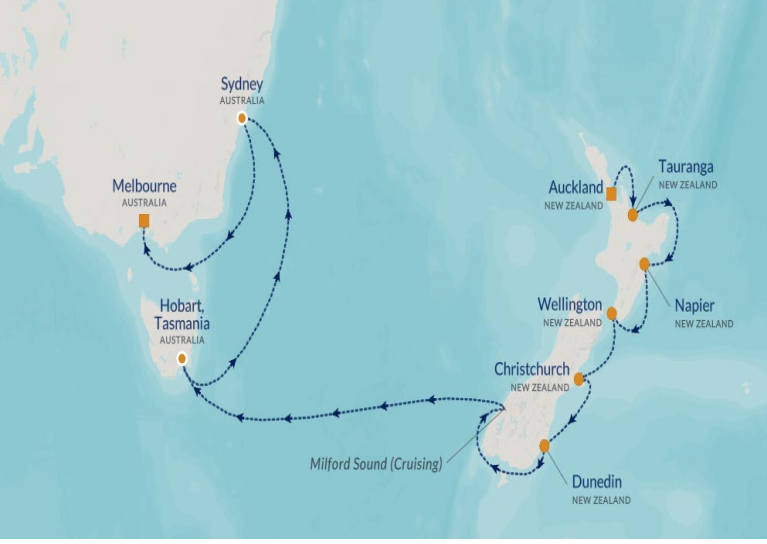 Sydney
AUSTRALIA
Melbourne
AUSTRALIA
Hobart,
Tasmania
AUSTRALIA
Auckland
NEW ZEALAND
Tauranga
NEW ZEALAND
Napier
NEW ZEALAND
Wellington
NEW ZEALAND
Christchurch
NEW ZEALAND
Milford Sound (Cruising)
Dunedin
NEW ZEALAND